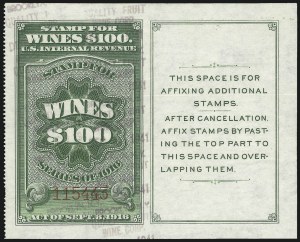 STAMP FOR
WINES $100.
U.S. INTERNAL REVENUE
STAMP FOR
WINES
$100
SERIES OF 1916
115445
ACT OF SEPT. 8, 1916
THIS SPACE IS FOR
AFFIXING ADDITIONAL
STAMPS.
AFTER CANCELLATION,
AFFIX STAMPS BY PAST-
ING THE TOP PART TO
THIS SPACE AND OVER-
LAPPING THEM.